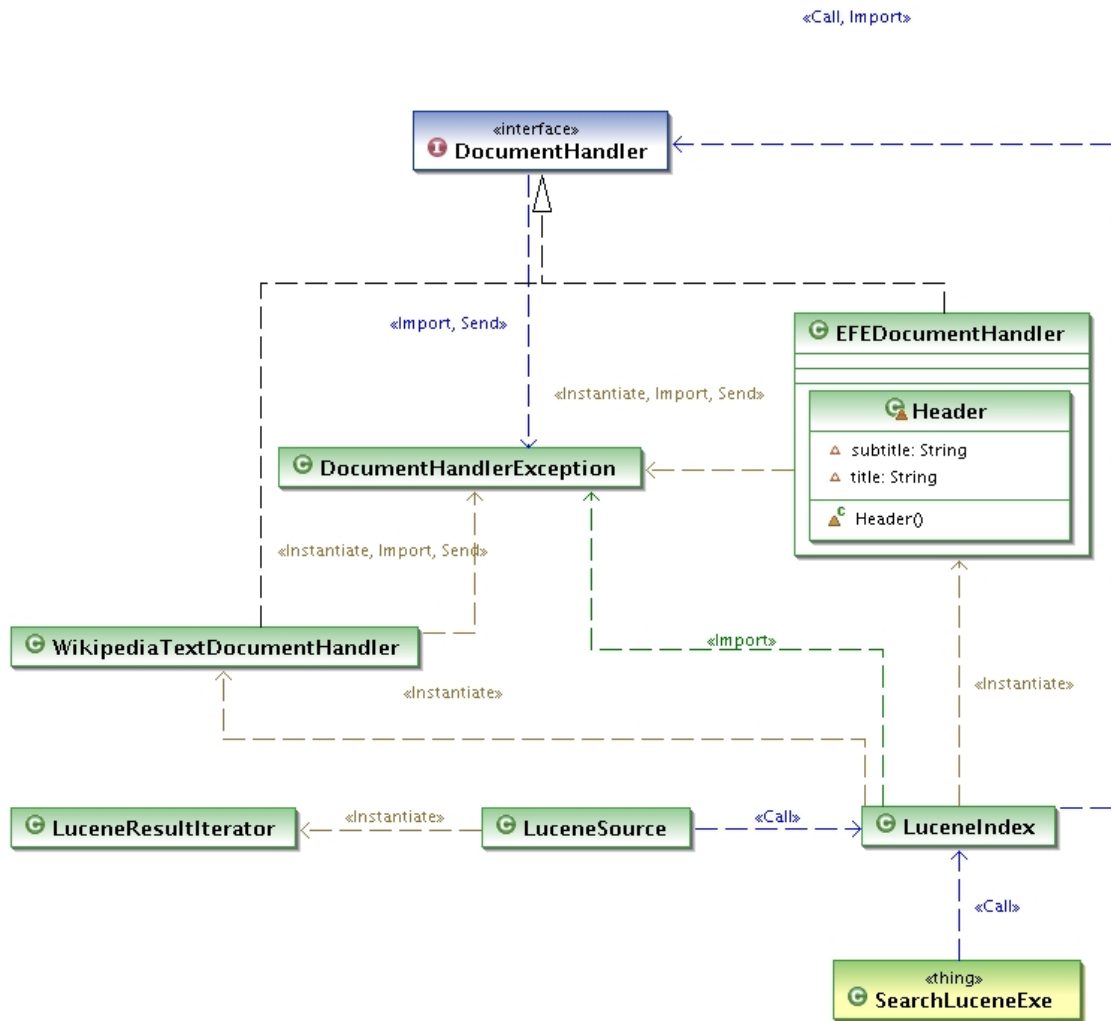 «Call, Import»
«interface»
DocumentHandler
«Import, Send»
EFEDocumentHandler
«Instantiate, Import, Send»
Header
subtitle: String
title: String
Header()
DocumentHandlerException
«Instantiate, Import, Send»
WikipediaTextDocumentHandler
«Import»
«Instantiate»
«Instantiate»
LuceneResultIterator
«Instantiate»
LuceneSource
«Call»
LuceneIndex
«Call»
«thing»
SearchLuceneExe